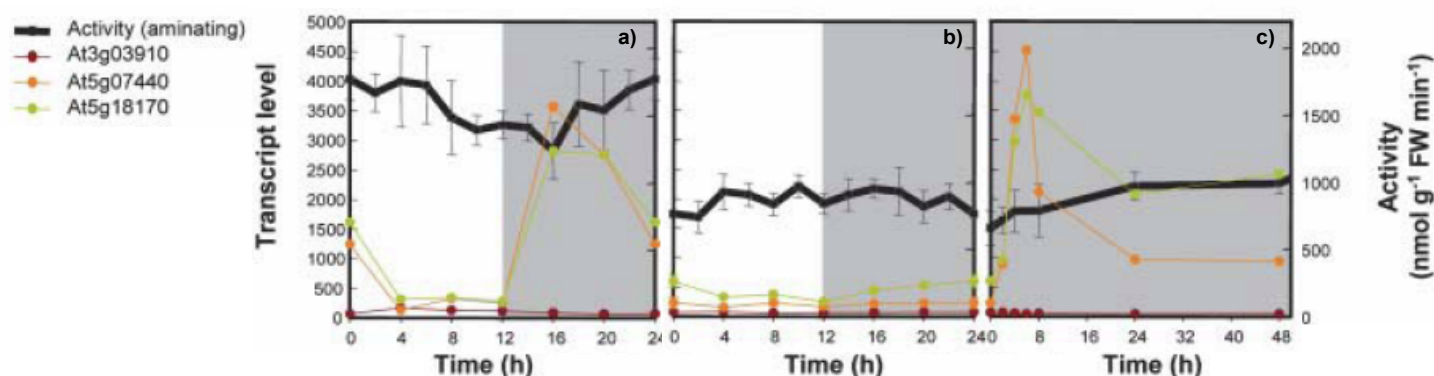 Activity (aminating)
At3g03910
At5g07440
At5g18170
a)
b)
c)
Transcript level
5000
4500
4000
3500
3000
2500
2000
1500
1000
500
0
0 4 8 12 16 20 24
0 4 8 12 16 20 24
0 8 16 24 32 40 48
Time (h)
Time (h)
Time (h)
2000
1500
1000
500
0
Activity
(nmol g⁻¹ FW min⁻¹)